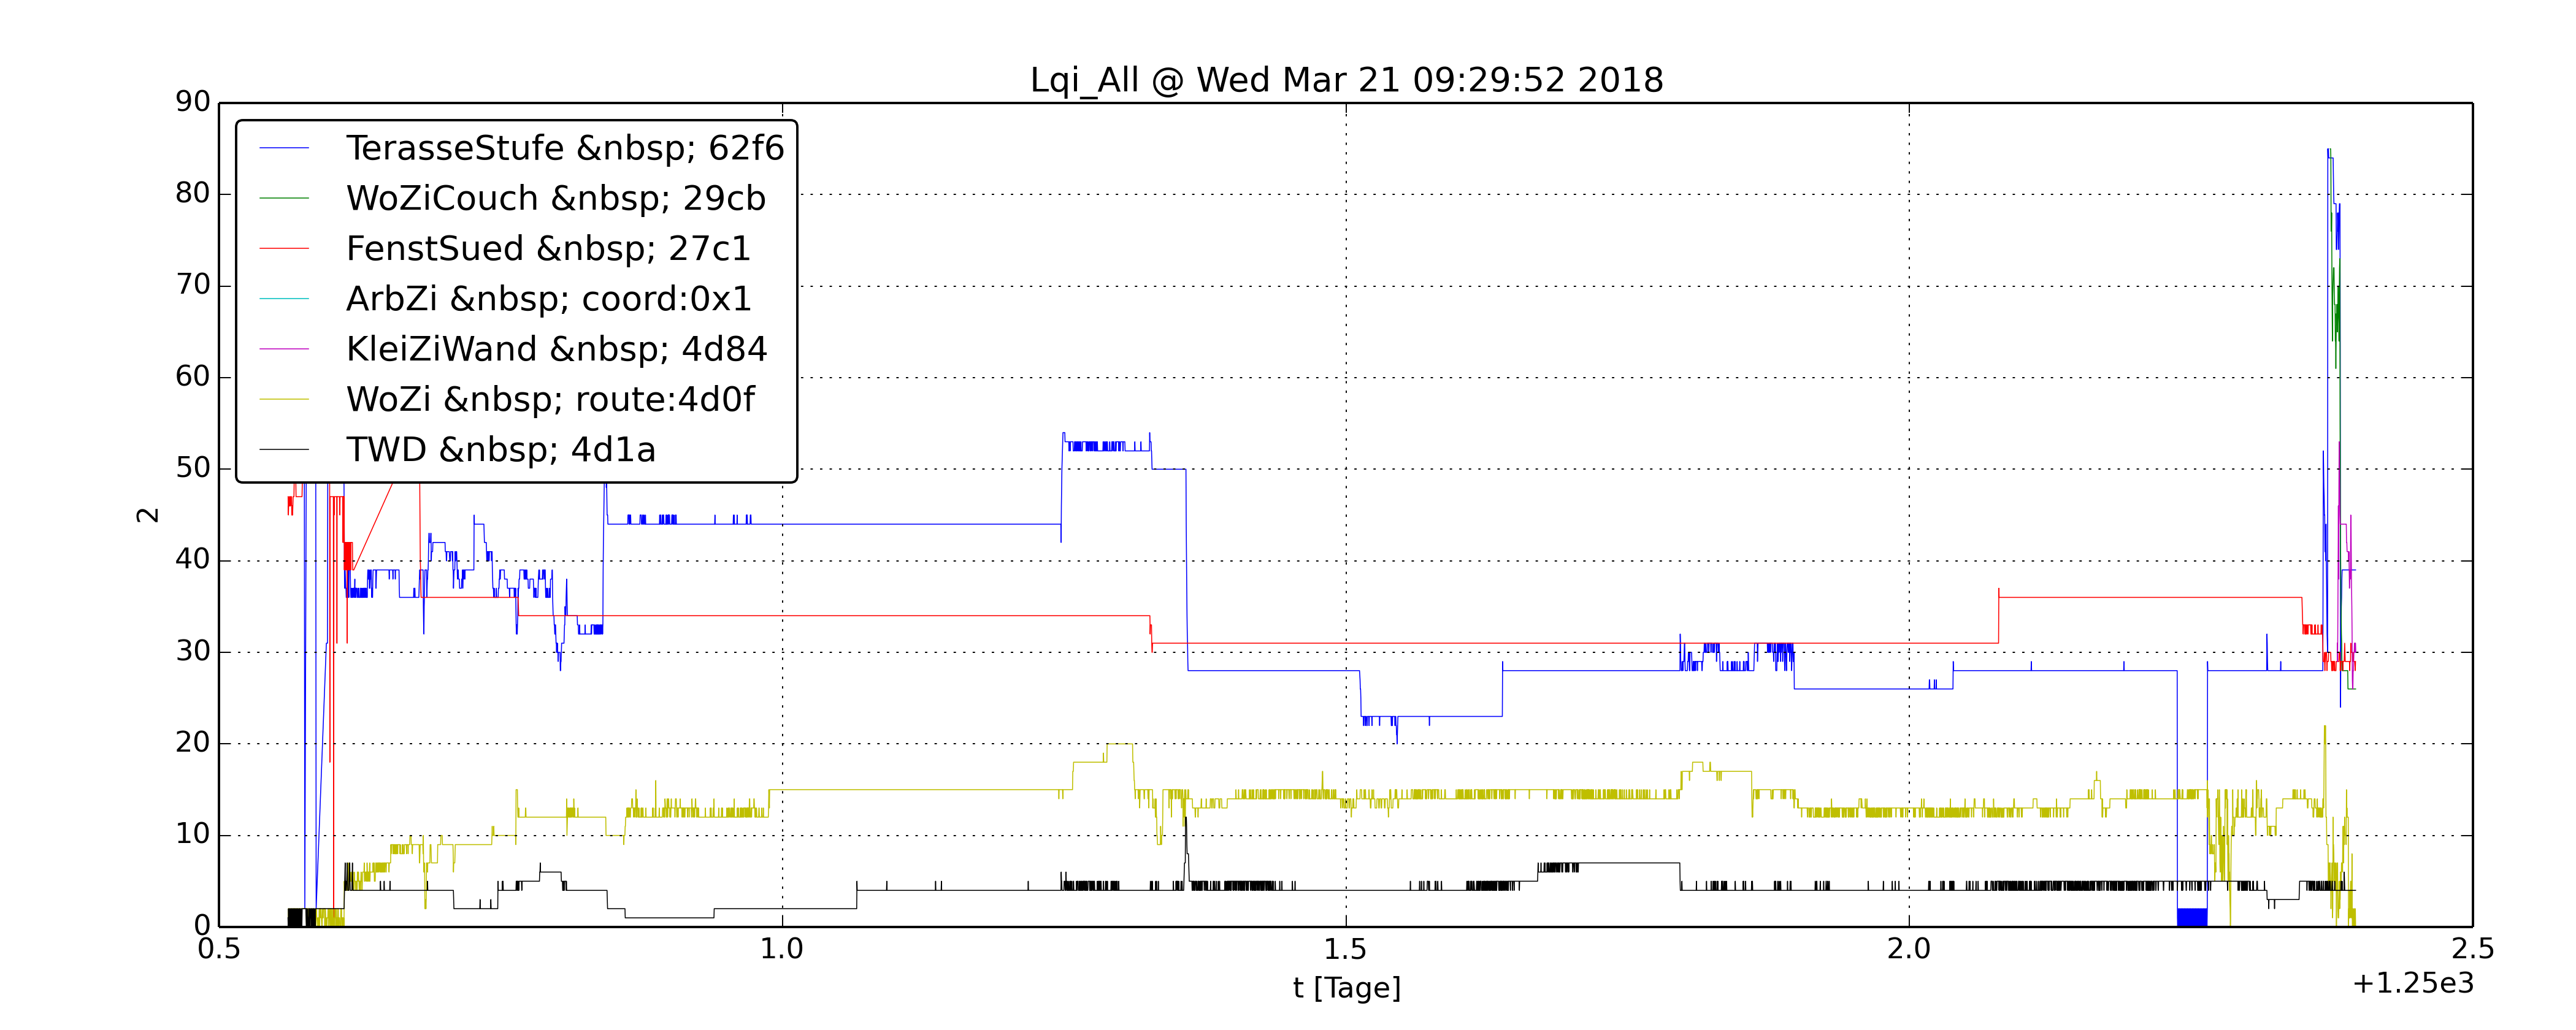 Lqi_All @ Wed Mar 21 09:29:52 2018
90
80
70
60
50
40
30
20
10
0
2
TerasseStufe &nbsp; 62f6
WoZiCouch &nbsp; 29cb
FenstSued &nbsp; 27c1
ArbZi &nbsp; coord:0x1
KleiZiWand &nbsp; 4d84
WoZi &nbsp; route:4d0f
TWD &nbsp; 4d1a
0.5 1.0 1.5 2.0 2.5
+1.25e3
t [Tage]